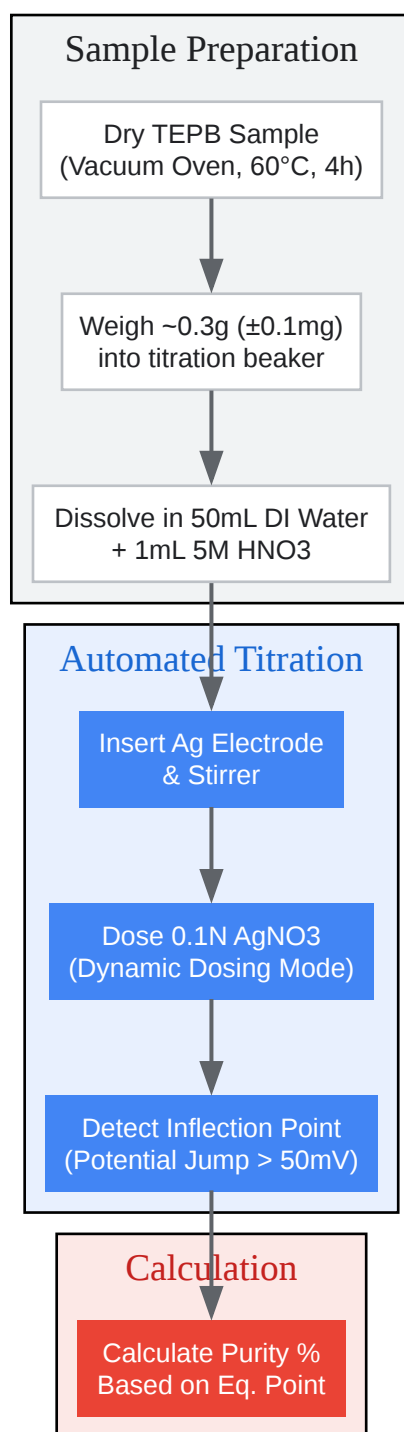 Sample Preparation
Dry TEPB Sample
(Vacuum Oven, 60°C, 4h)
Weigh ~0.3g (±0.1mg)
into titration beaker
Dissolve in 50mL DI Water
+ 1mL 5M HNO3
Automated Titration
Insert Ag Electrode
& Stirrer
Dose 0.1N AgNO3
(Dynamic Dosing Mode)
Detect Inflection Point
(Potential Jump > 50mV)
Calculation
Calculate Purity %
Based on Eq. Point